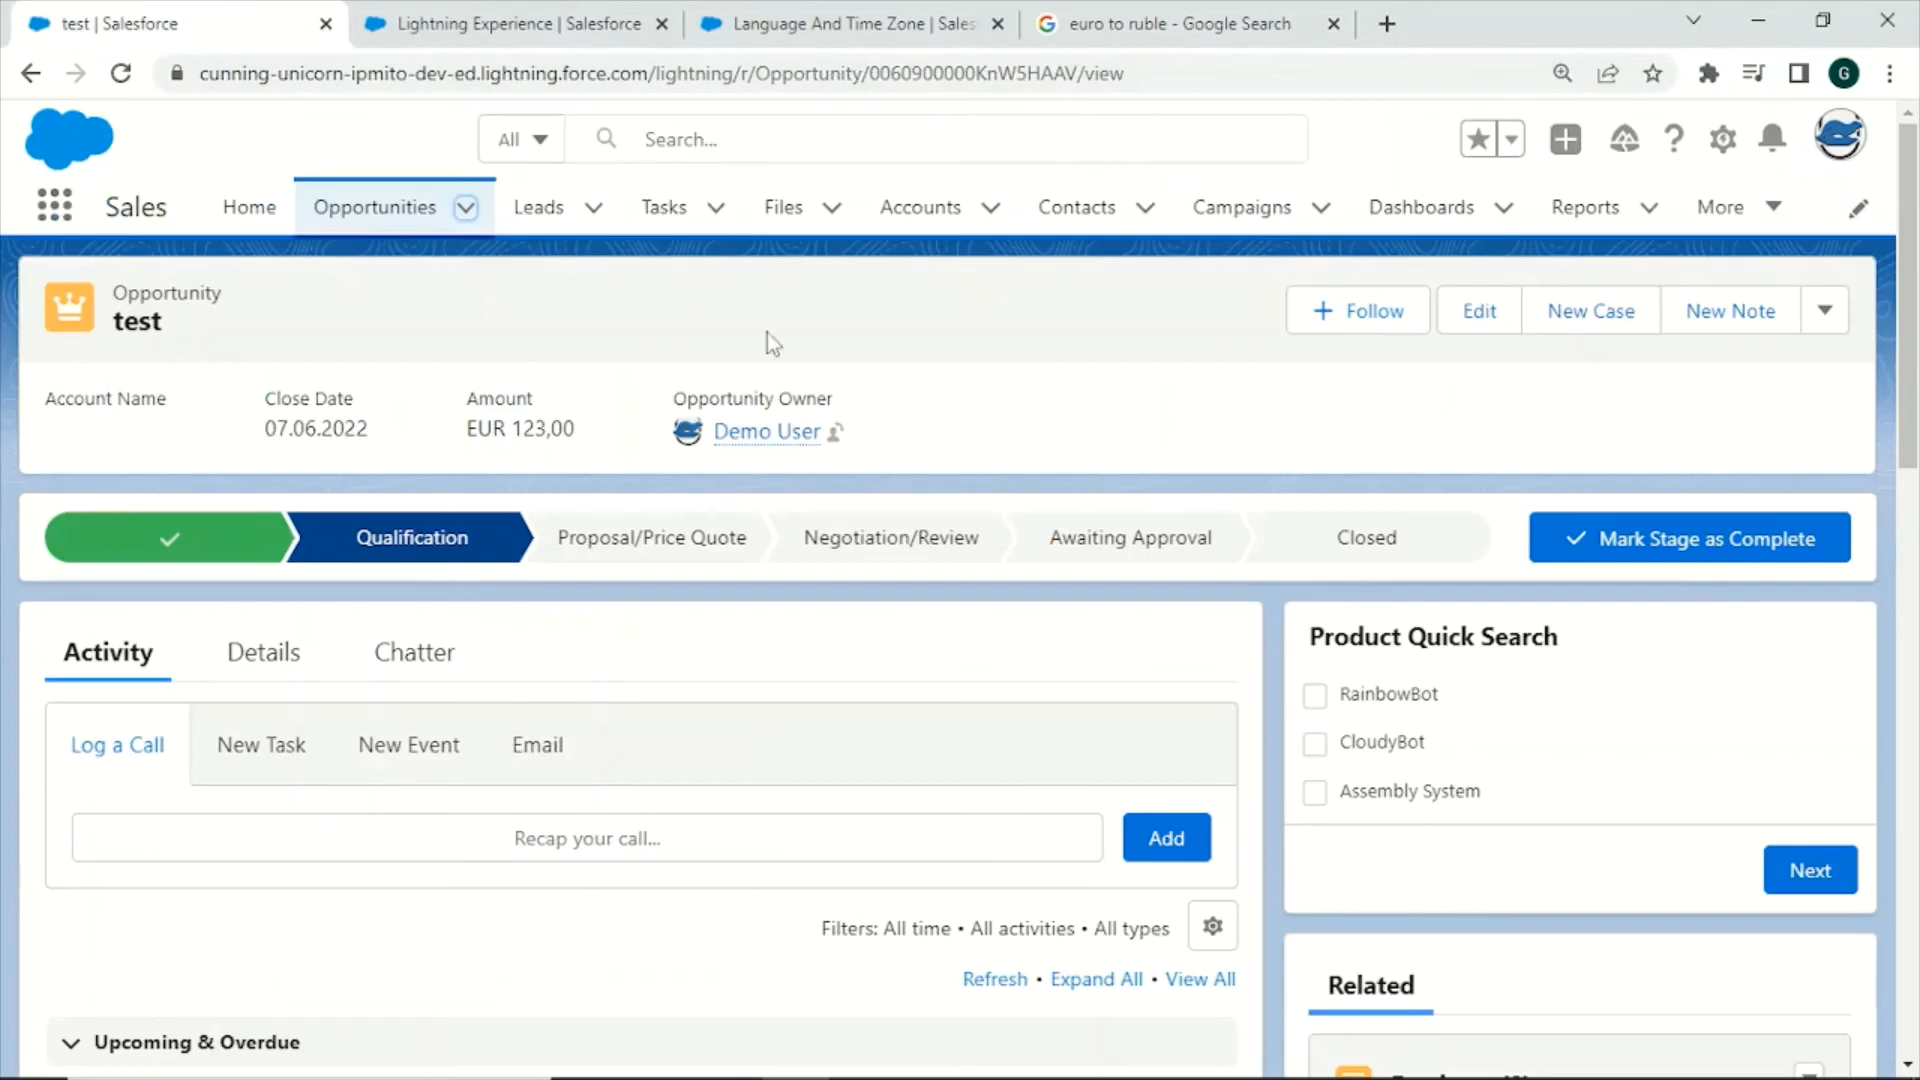 test | Salesforce
Lightning Experience | Salesforce
Language And Time Zone | Sales
euro to ruble - Google Search
cunning-unicorn-ipmito-dev-ed.lightning.force.com/lightning/r/Opportunity/0060900000KnW5HAAV/view
G
All
Search...
Sales
Home
Opportunities
Leads
Tasks
Files
Accounts
Contacts
Campaigns
Dashboards
Reports
More
Opportunity
test
Follow
Edit
New Case
New Note
Account Name
Close Date
07.06.2022
Amount
EUR 123,00
Opportunity Owner
Demo User
Qualification
Proposal/Price Quote
Negotiation/Review
Awaiting Approval
Closed
Mark Stage as Complete
Activity
Details
Chatter
Log a Call
New Task
New Event
Email
Recap your call...
Add
Filters: All time • All activities • All types
Refresh • Expand All • View All
Upcoming & Overdue
Product Quick Search
RainbowBot
CloudyBot
Assembly System
Next
Related